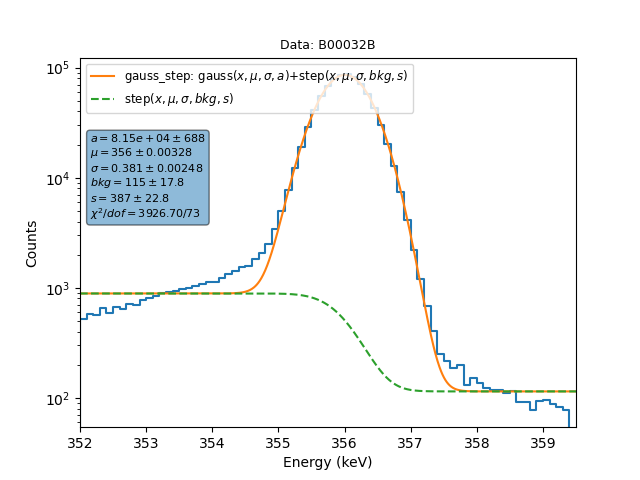 Data: B00032B
gauss_step: gauss(x, μ, σ, a)+step(x, μ, σ, bkg, s)
step(x, μ, σ, bkg, s)
a = 8.15e + 04 ± 688
μ = 356 ± 0.00328
σ = 0.381 ± 0.00248
bkg = 115 ± 17.8
s = 387 ± 22.8
χ²/dof = 3926.70/73
10⁵
10⁴
10³
10²
Counts
352 353 354 355 356 357 358 359
Energy (keV)